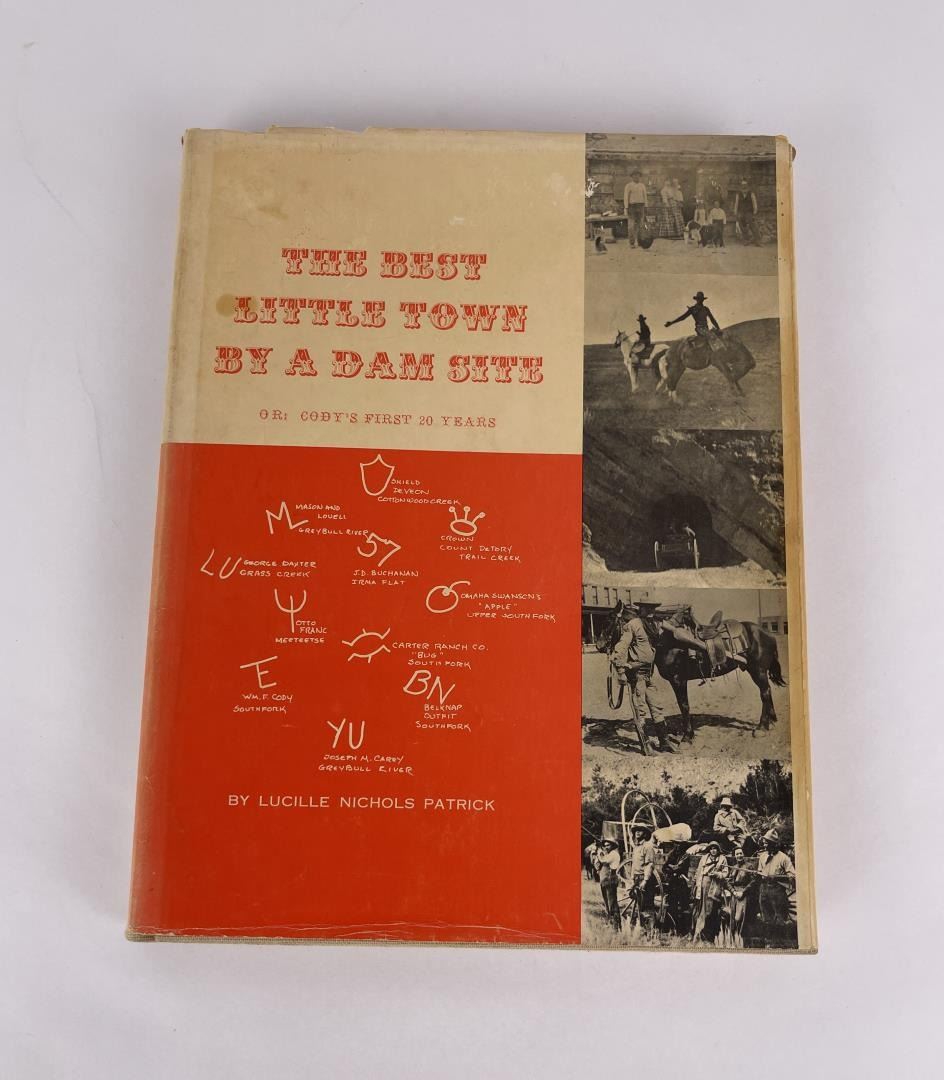 THE BEST
LITTLE TOWN
BY A DAM SITE
OR: CODY'S FIRST 20 YEARS
SHIELD
DEVEON
COTTONWOOD CREEK
M
MASON AND
LOVELL
GREYBULL RIVER
CROWN
COUNT DETORY
TRAIL CREEK
57
J.D. BUCHANAN
IRMA FLAT
LU
GEORGE BAXTER
GRASS CREEK
OMAHA SWANSON'S
"APPLE"
UPPER SOUTH FORK
OTTO
FRANC
MEETEETSE
CARTER RANCH CO.
"BUG"
SOUTH FORK
E
WM. F. CODY
SOUTHFORK
BN
BELKNAP
OUTFIT
SOUTHFORK
YU
JOSEPH M. CAREY
GREYBULL RIVER
BY LUCILLE NICHOLS PATRICK